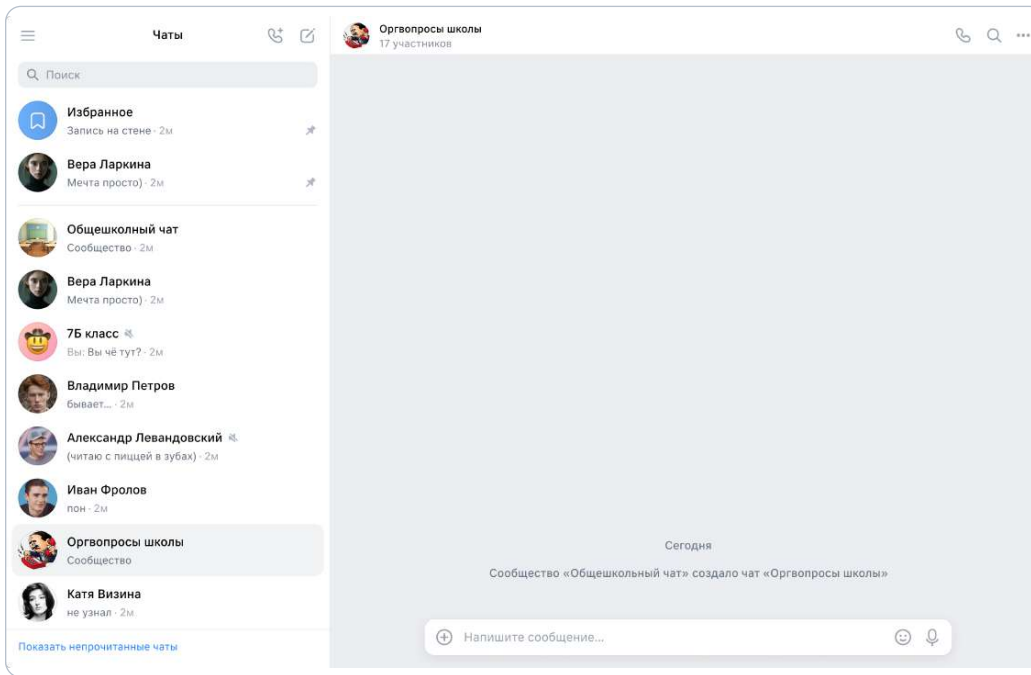 Чаты
Поиск
Избранное
Запись на стене · 2м
Вера Ларкина
Мечта просто) · 2м
Общешколный чат
Сообщество · 2м
Вера Ларкина
Мечта просто) · 2м
7Б класс
Вы: Вы чё тут? · 2м
Владимир Петров
бывает... · 2м
Александр Левандовский
(читаю с пиццей в зубах) · 2м
Иван Фролов
пон · 2м
Оргвопросы школы
Сообщество
Катя Визина
не узнал · 2м
Показать непрочитанные чаты
Оргвопросы школы
17 участников
Сегодня
Сообщество «Общешкольный чат» создало чат «Оргвопросы школы»
Напишите сообщение...